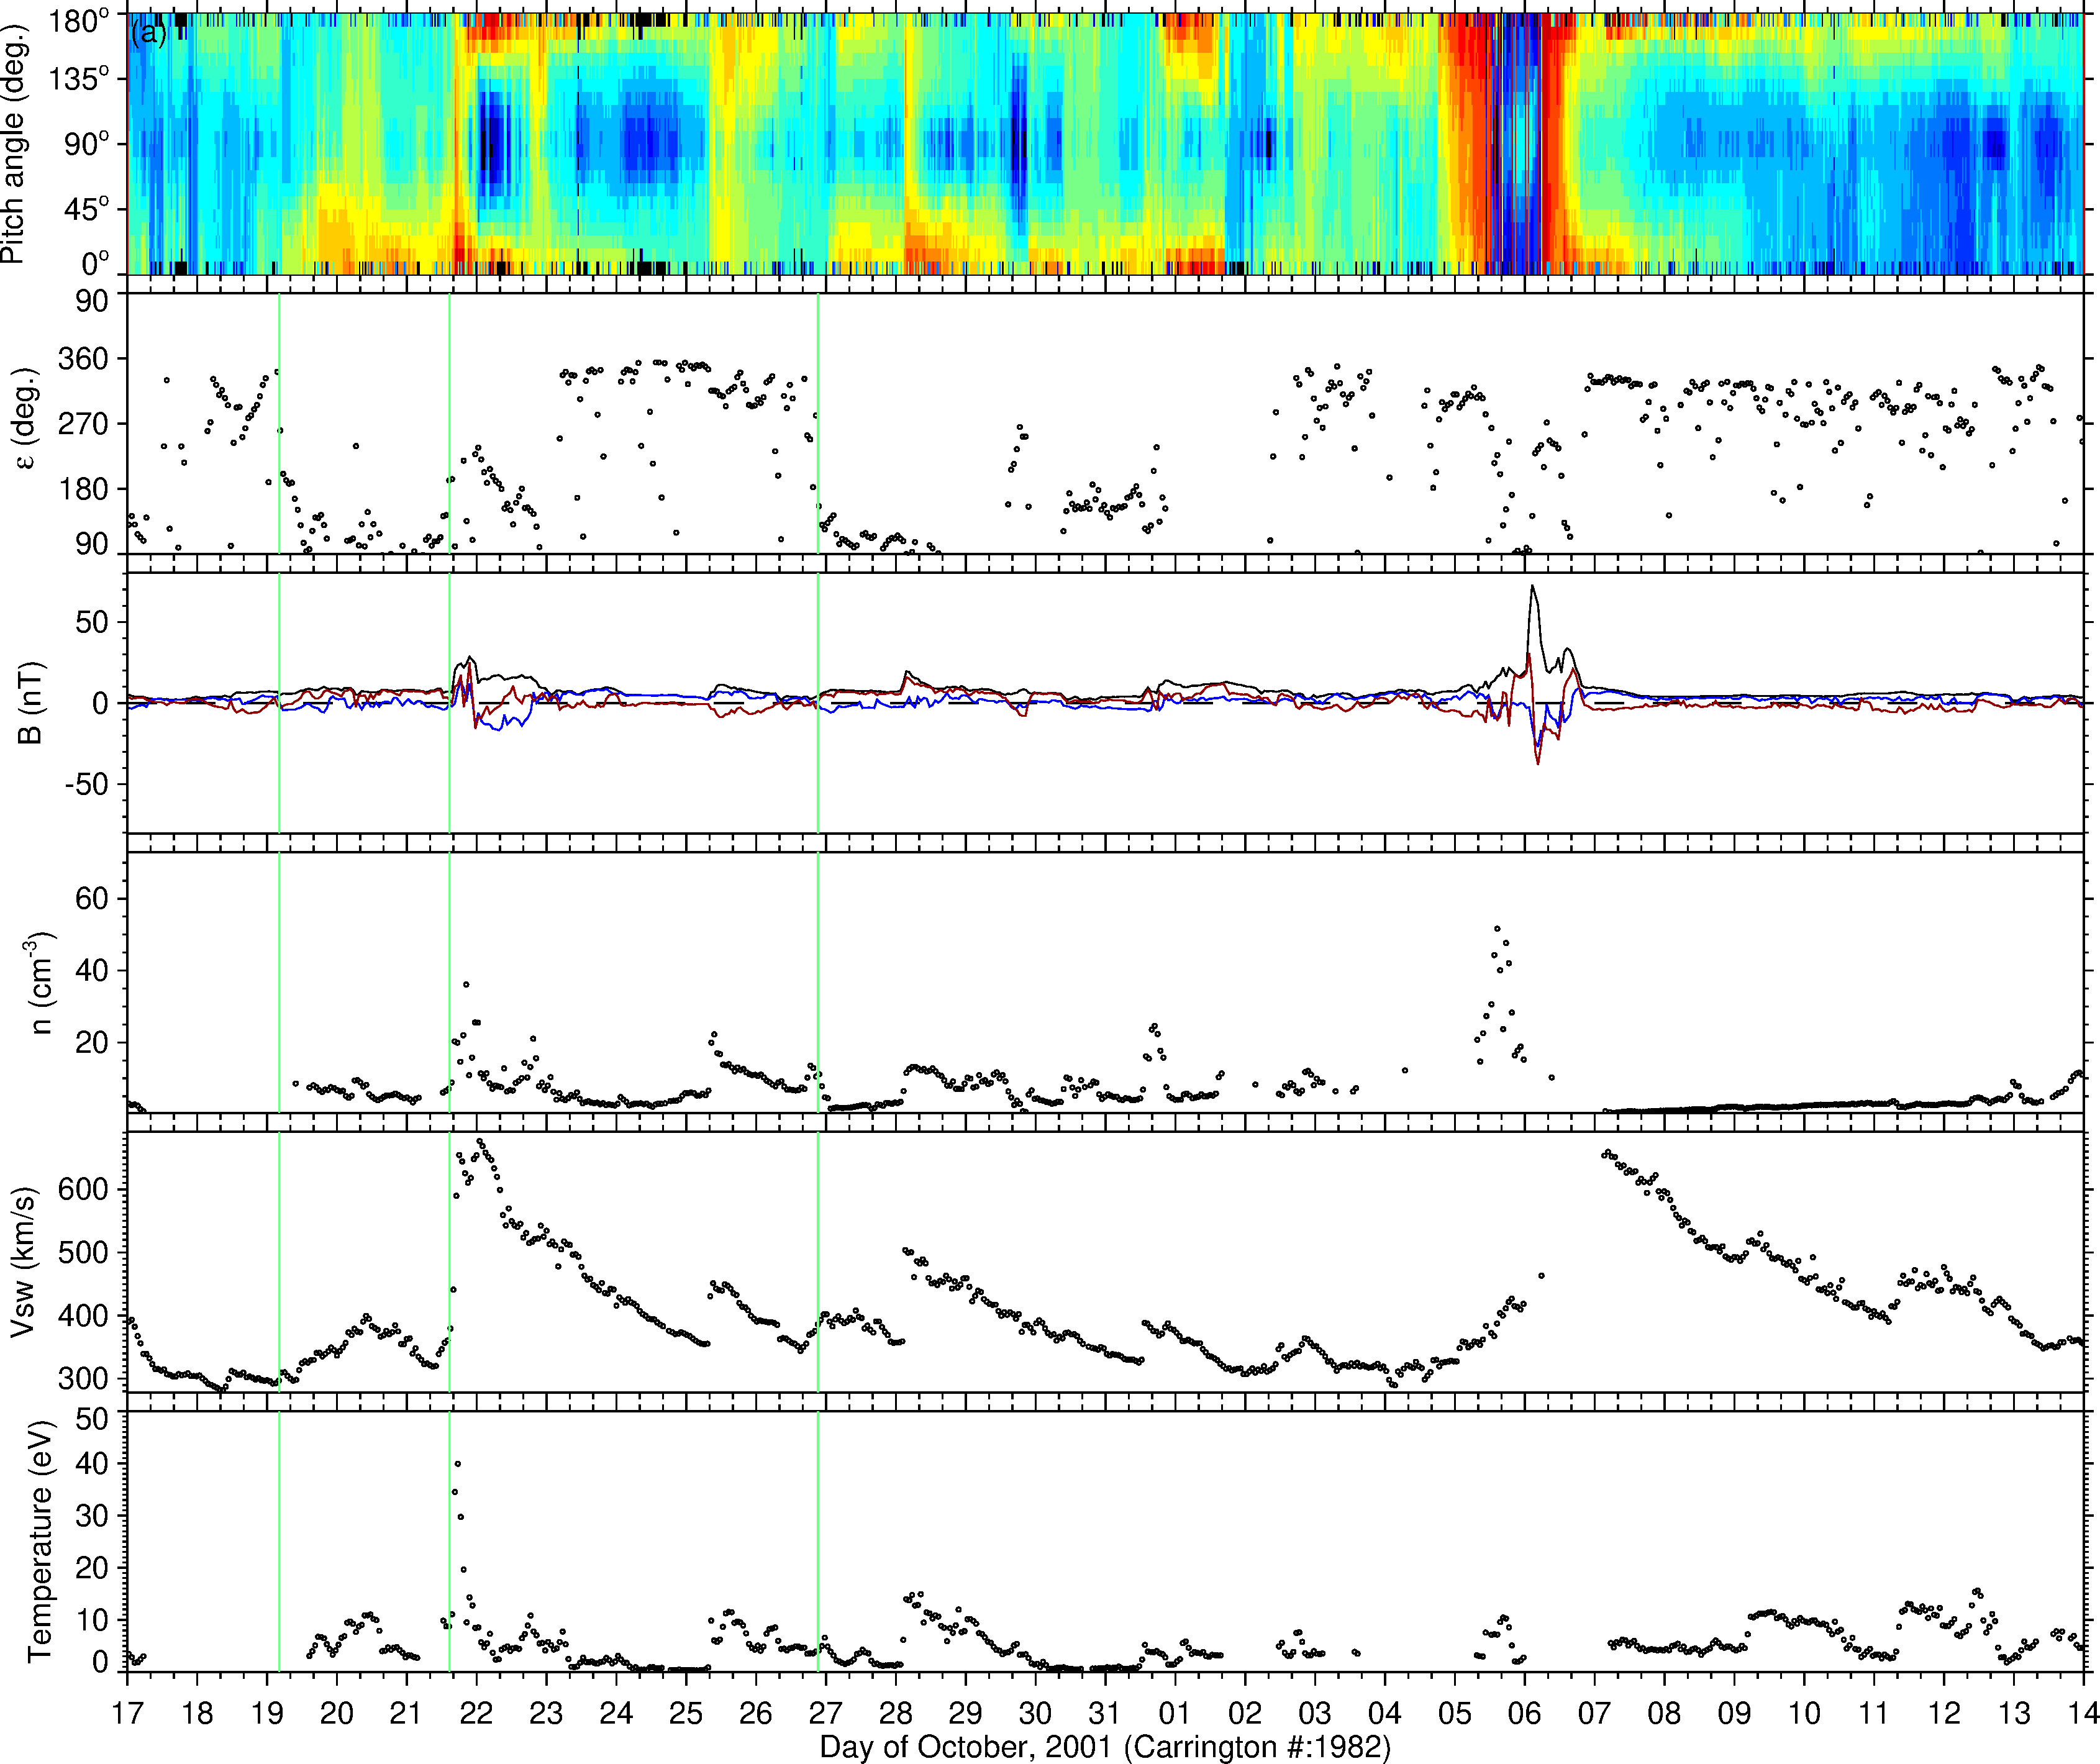 (a)
Pitch angle (deg.)
180°
135°
90°
45°
0°
ε (deg.)
90
360
270
180
90
B (nT)
50
0
-50
n (cm⁻³)
60
40
20
Vsw (km/s)
600
500
400
300
Temperature (eV)
50
40
30
20
10
0
17 18 19 20 21 22 23 24 25 26 27 28 29 30 31 01 02 03 04 05 06 07 08 09 10 11 12 13 14
Day of October, 2001 (Carrington #:1982)